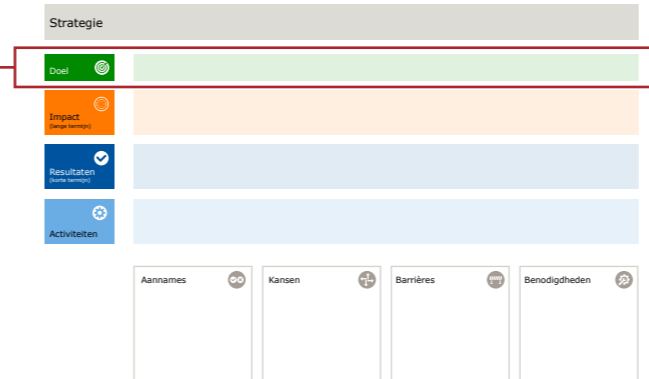 Strategie
Doel
Impact
(lange termijn)
Resultaten
(korte termijn)
Activiteiten
Aannames
Kansen
Barrières
Benodigdheden